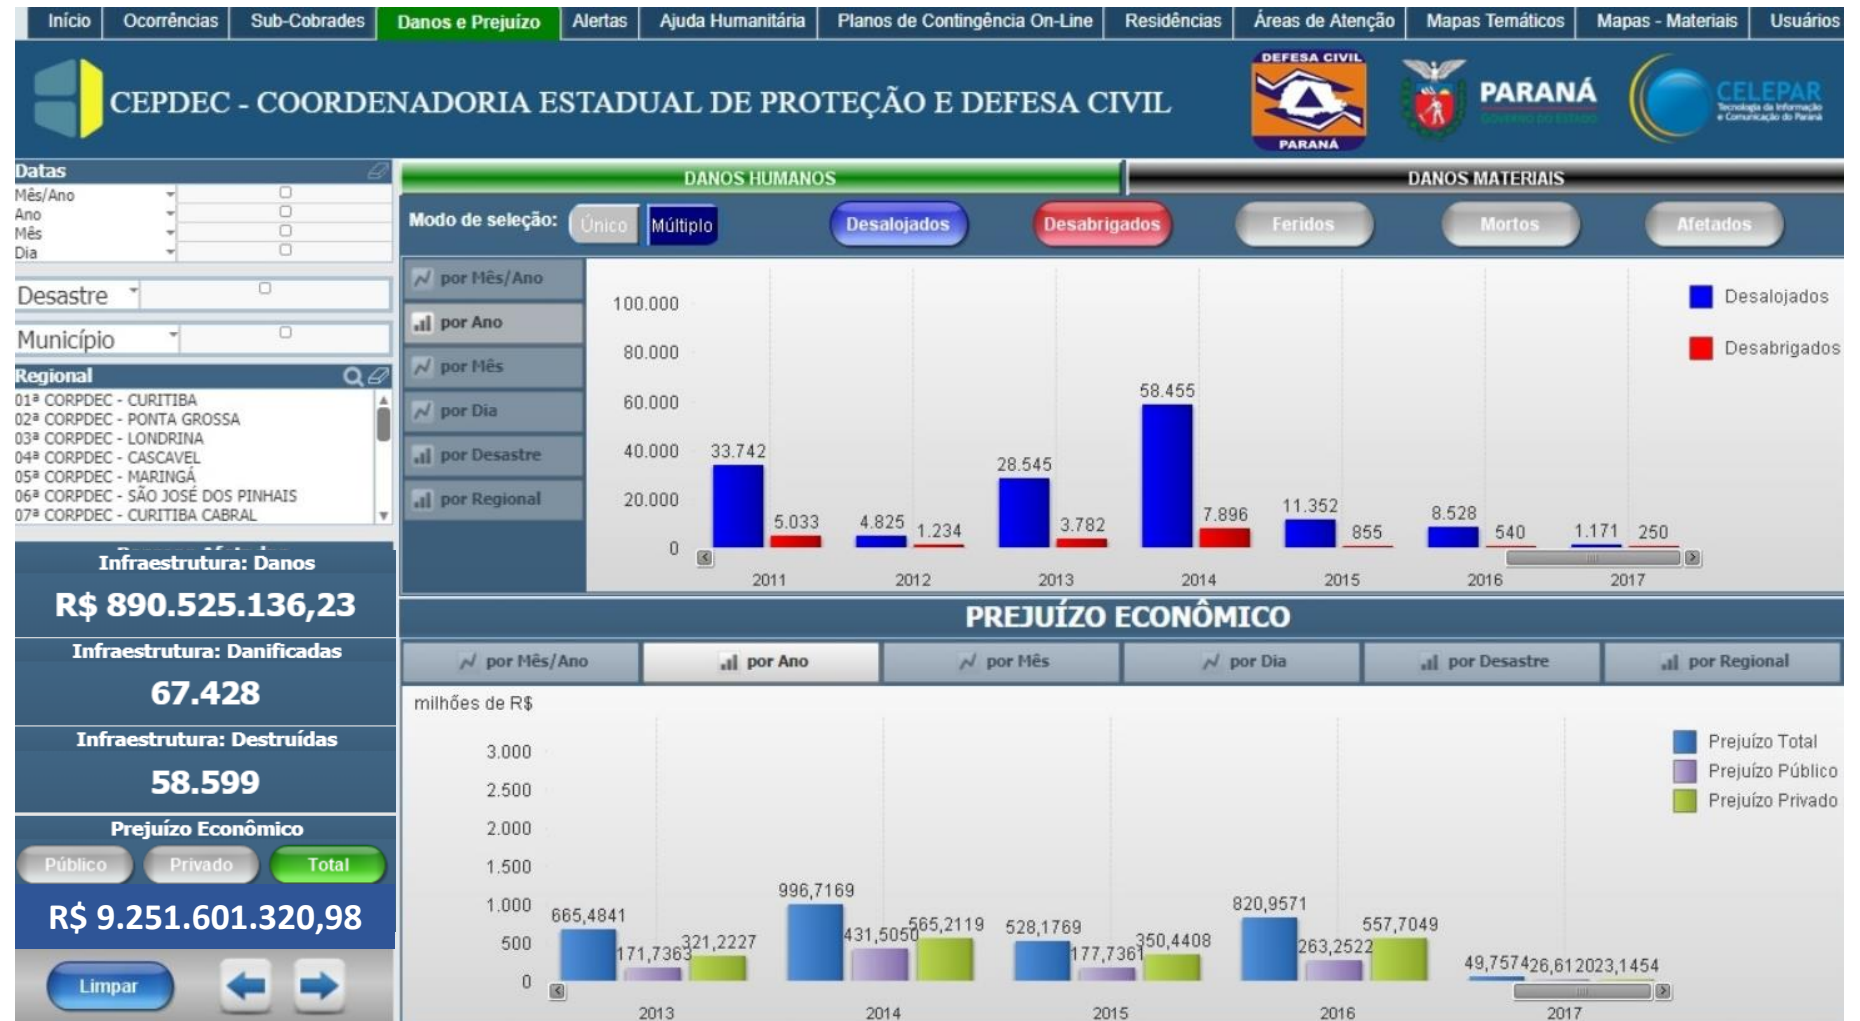 Início Ocorrências Sub-Cobrades Danos e Prejuízo Alertas Ajuda Humanitária Planos de Contingência On-Line Residências Áreas de Atenção Mapas Temáticos Mapas - Materiais Usuários
CEPDEC - COORDENADORIA ESTADUAL DE PROTEÇÃO E DEFESA CIVIL
DEFESA CIVIL
PARANÁ
PARANÁ
GOVERNO DO ESTADO
CELEPAR
Tecnologia da Informação
e Comunicação do Paraná
Datas
Mês/Ano
Ano
Mês
Dia
Desastre
Município
Regional
01ª CORPDEC - CURITIBA
02ª CORPDEC - PONTA GROSSA
03ª CORPDEC - LONDRINA
04ª CORPDEC - CASCAVEL
05ª CORPDEC - MARINGÁ
06ª CORPDEC - SÃO JOSÉ DOS PINHAIS
07ª CORPDEC - CURITIBA CABRAL
Infraestrutura: Danos
R$ 890.525.136,23
Infraestrutura: Danificadas
67.428
Infraestrutura: Destruídas
58.599
Prejuízo Econômico
Público Privado Total
R$ 9.251.601.320,98
Limpar
DANOS HUMANOS DANOS MATERIAIS
Modo de seleção: Único Múltiplo Desalojados Desabrigados Feridos Mortos Afetados
por Mês/Ano
por Ano
por Mês
por Dia
por Desastre
por Regional
100.000
80.000
60.000
40.000
20.000
0
33.742 5.033 4.825 1.234 28.545 3.782 58.455 7.896 11.352 855 8.528 540 1.171 250
2011 2012 2013 2014 2015 2016 2017
Desalojados
Desabrigados
PREJUÍZO ECONÔMICO
por Mês/Ano por Ano por Mês por Dia por Desastre por Regional
milhões de R$
3.000
2.500
2.000
1.500
1.000
500
0
665,4841 171,7363 321,2227 996,7169 431,5050 565,2119 528,1769 177,7361 350,4408 820,9571 263,2522 557,7049 49,7574 26,6120 23,1454
2013 2014 2015 2016 2017
Prejuízo Total
Prejuízo Público
Prejuízo Privado